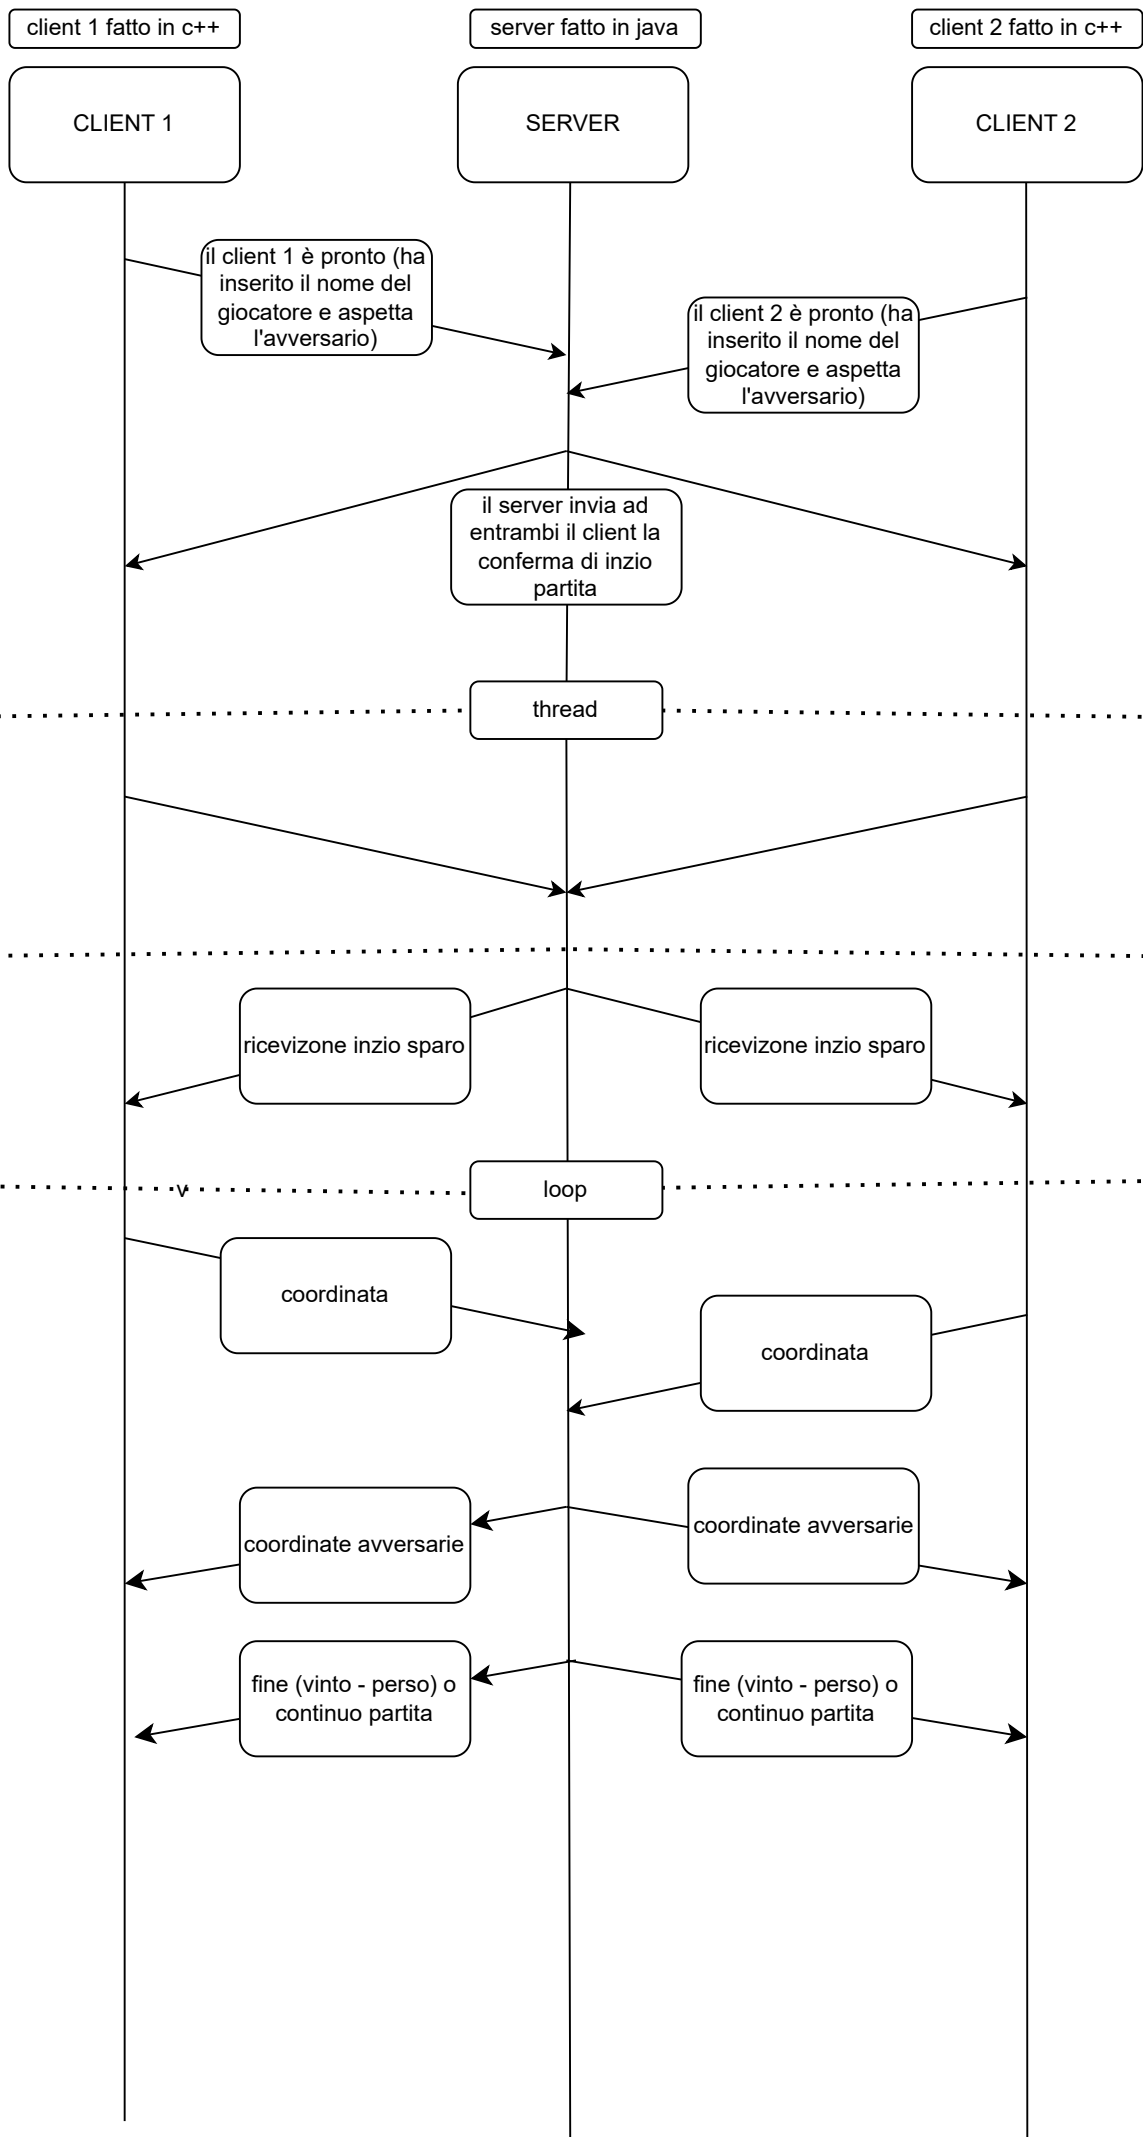 client 1 fatto in c++
server fatto in java
client 2 fatto in c++
CLIENT 1
SERVER
CLIENT 2
il client 1 è pronto (ha
inserito il nome del
giocatore e aspetta
l'avversario)
il client 2 è pronto (ha
inserito il nome del
giocatore e aspetta
l'avversario)
il server invia ad
entrambi il client la
conferma di inzio
partita
thread
ricevizone inzio sparo
ricevizone inzio sparo
v
loop
coordinata
coordinata
coordinate avversarie
coordinate avversarie
fine (vinto - perso) o
continuo partita
fine (vinto - perso) o
continuo partita